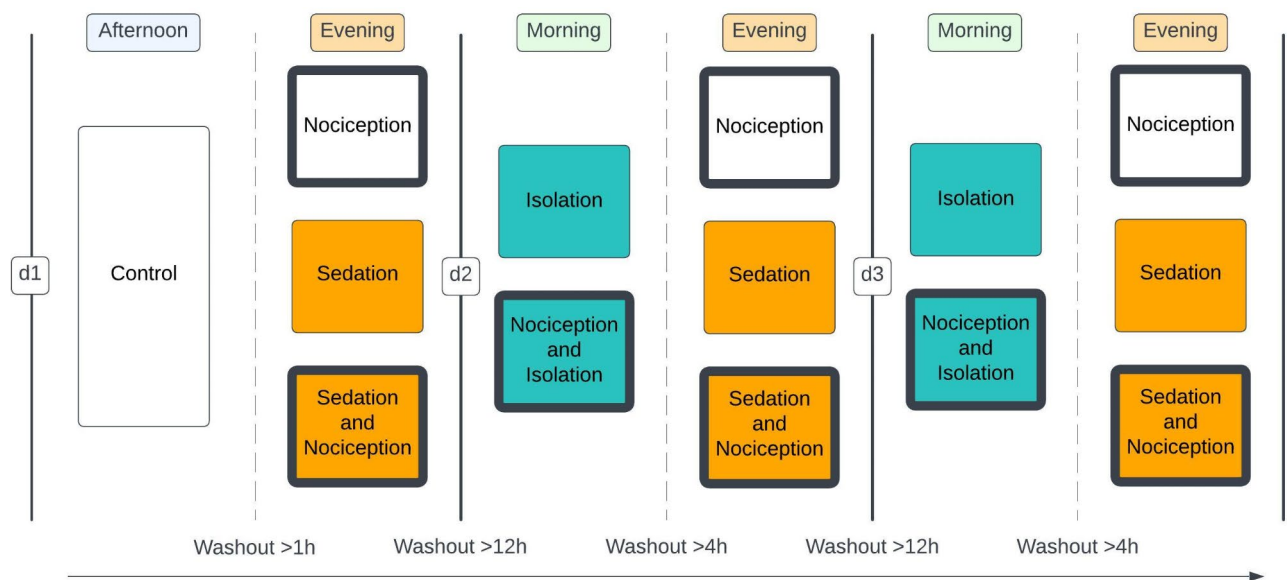 Afternoon
Evening
Morning
Evening
Morning
Evening
d1
Control
Nociception
Sedation
Sedation
and
Nociception
d2
Isolation
Nociception
and
Isolation
Nociception
Sedation
Sedation
and
Nociception
d3
Isolation
Nociception
and
Isolation
Nociception
Sedation
Sedation
and
Nociception
Washout >1h
Washout >12h
Washout >4h
Washout >12h
Washout >4h